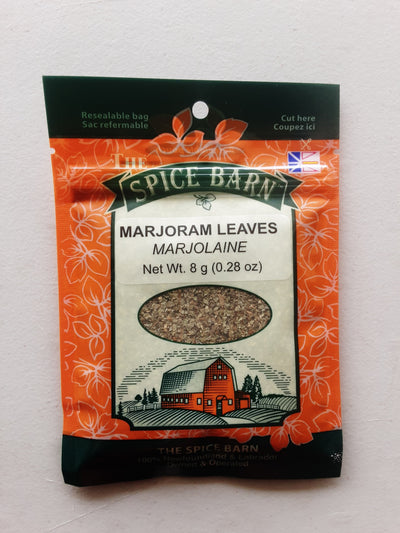 Resealable bag
Sac refermable
Cut here
Coupez ici
THE
SPICE BARN
MARJORAM LEAVES
MARJOLAINE
Net Wt. 8 g (0.28 oz)
THE SPICE BARN
100% Newfoundland & Labrador
Owned & Operated